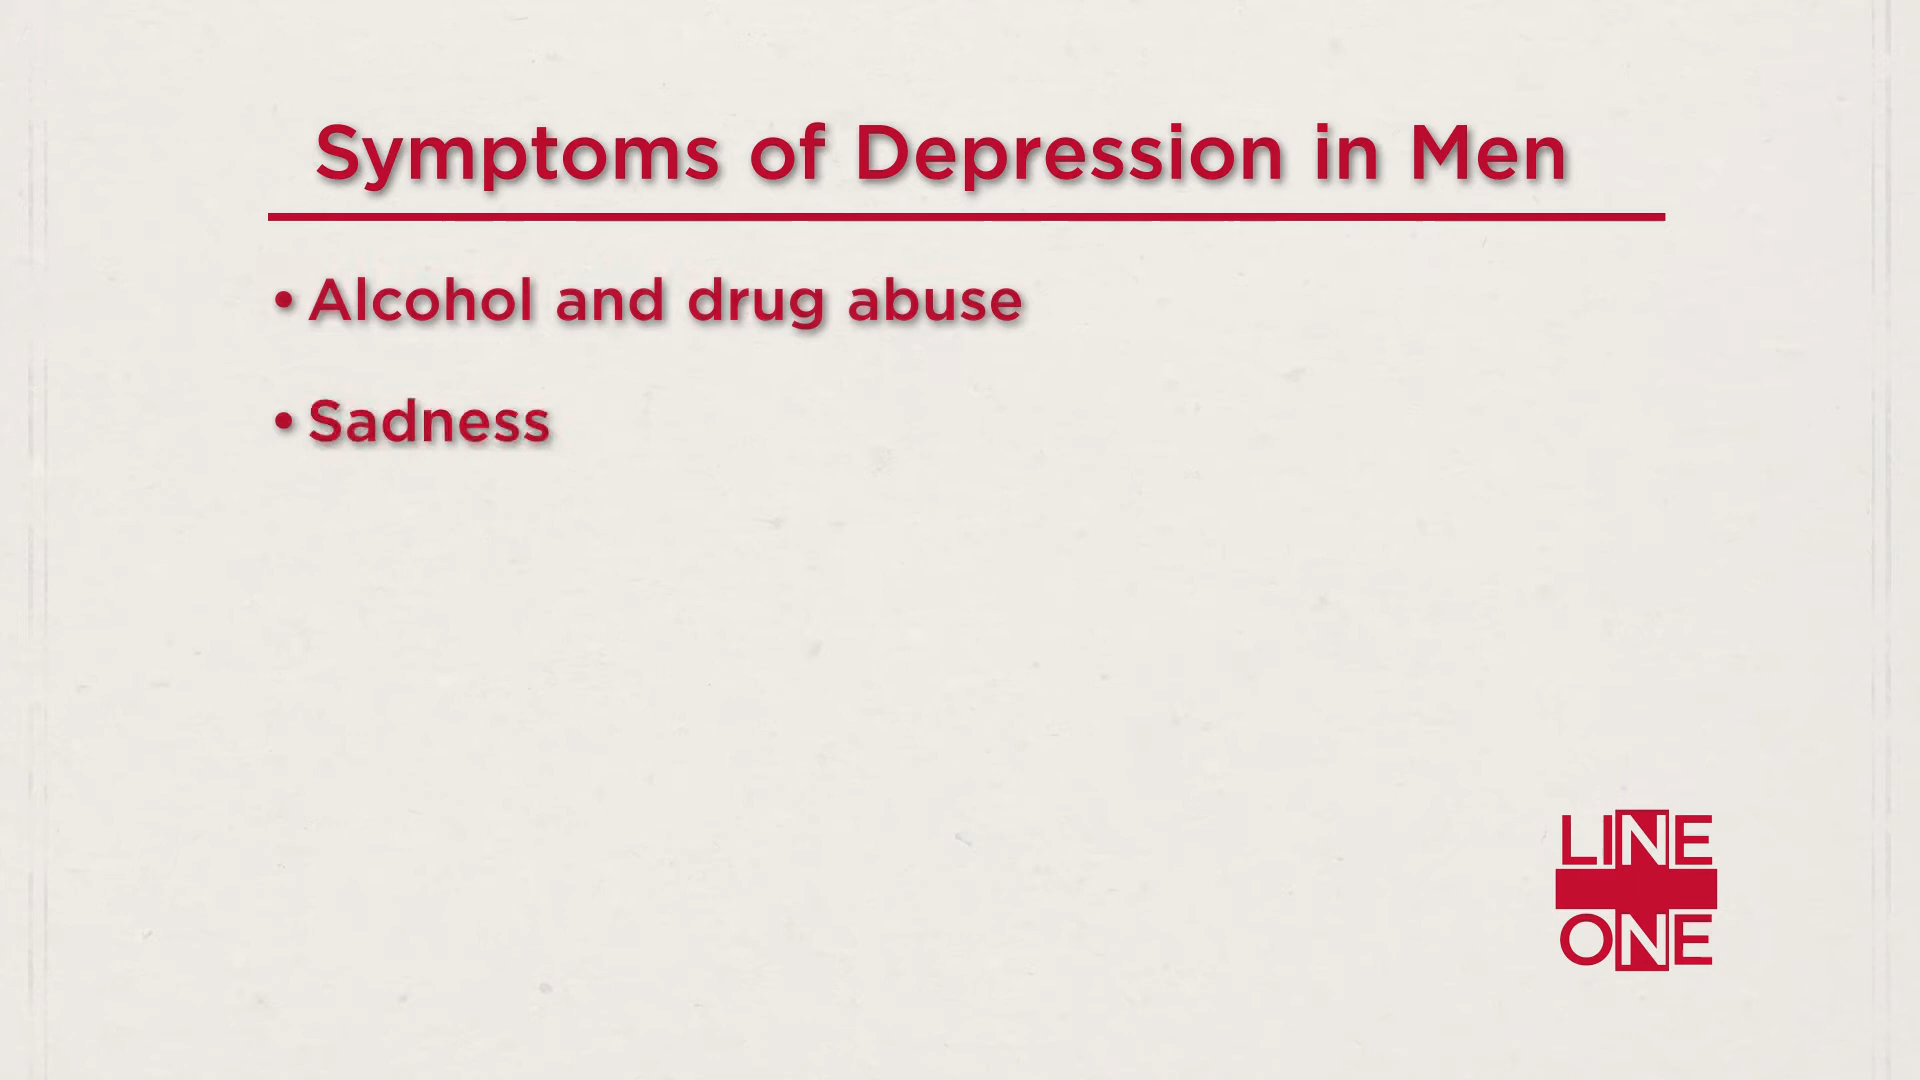 Symptoms of Depression in Men
• Alcohol and drug abuse
• Sadness
LINE
ONE